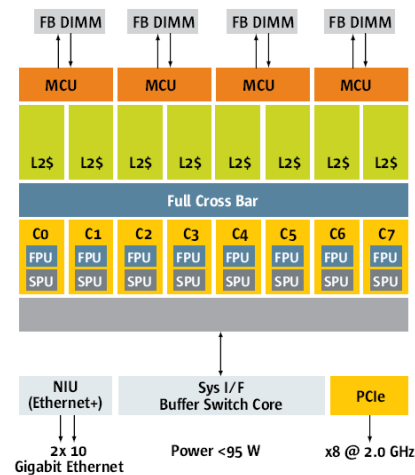 FB DIMM FB DIMM FB DIMM FB DIMM
MCU MCU MCU MCU
L2$ L2$ L2$ L2$ L2$ L2$ L2$ L2$
Full Cross Bar
C0 C1 C2 C3 C4 C5 C6 C7
FPU FPU FPU FPU FPU FPU FPU FPU
SPU SPU SPU SPU SPU SPU SPU SPU
NIU
(Ethernet+)
Sys I/F
Buffer Switch Core
PCIe
2x 10
Gigabit Ethernet
Power <95 W
x8 @ 2.0 GHz